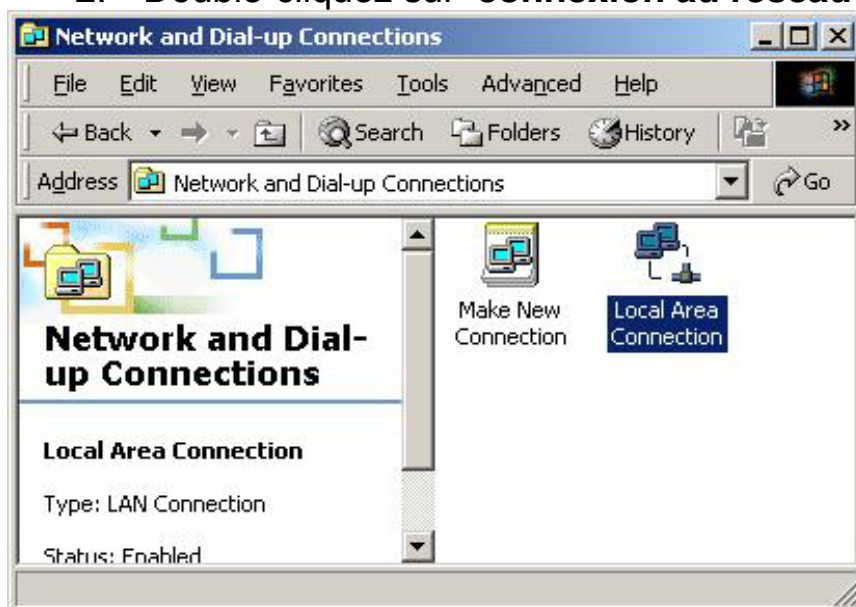 2. Double-cliquez sur connexion au réseau
Network and Dial-up Connections
File Edit View Favorites Tools Advanced Help
Back Search Folders History »
Address Network and Dial-up Connections Go
Make New Connection
Local Area Connection
Network and Dial-
up Connections
Local Area Connection
Type: LAN Connection
Status: Enabled